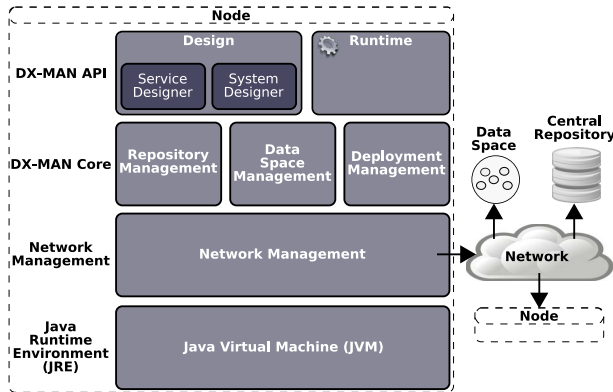 Node
DX-MAN API
Design
Service
Designer
System
Designer
Runtime
DX-MAN Core
Repository
Management
Data
Space
Management
Deployment
Management
Data
Space
Central
Repository
Network
Management
Network Management
Network
Node
Java
Runtime
Environment
(JRE)
Java Virtual Machine (JVM)